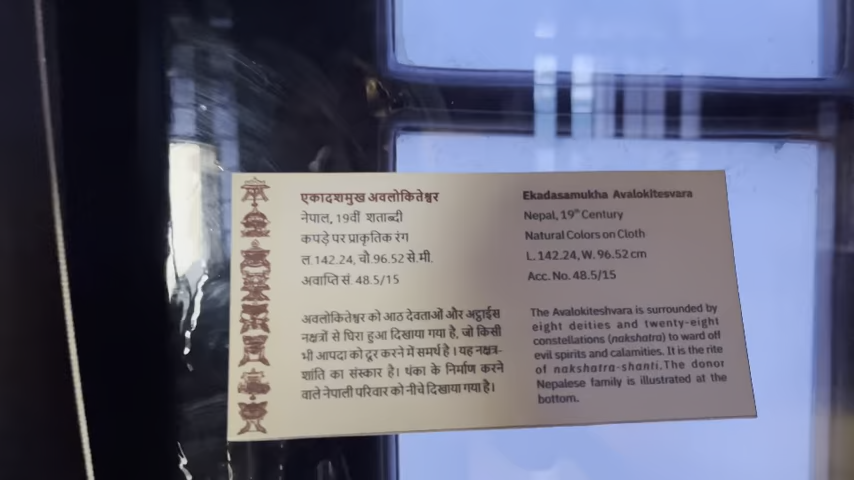 एकादशमुख अवलोकितेश्वर
नेपाल, 19वीं शताब्दी
कपड़े पर प्राकृतिक रंग
ल. 142.24, चौ. 96.52 से.मी.
अवाप्ति सं. 48.5/15
अवलोकितेश्वर को आठ देवताओं और अट्ठाईस
नक्षत्रों से घिरा हुआ दिखाया गया है, जो किसी
भी आपदा को दूर करने में समर्थ है। यह नक्षत्र-
शांति का संस्कार है। थंका के निर्माण करने
वाले नेपाली परिवार को नीचे दिखाया गया है।
Ekadasamukha Avalokitesvara
Nepal, 19th Century
Natural Colors on Cloth
L. 142.24, W. 96.52 cm
Acc. No. 48.5/15
The Avalokiteshvara is surrounded by
eight deities and twenty-eight
constellations (nakshatra) to ward off
evil spirits and calamities. It is the rite
of nakshatra-shanti. The donor
Nepalese family is illustrated at the
bottom.